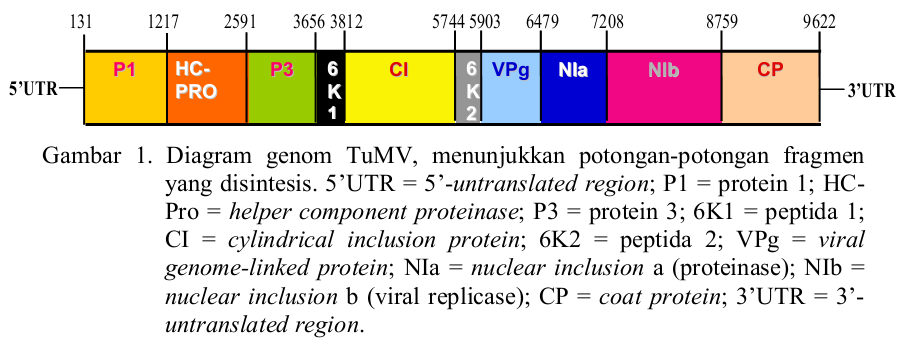 131 1217 2591 3656 3812 5744 5903 6479 7208 8759 9622
5'UTR P1 HC-PRO P3 6K1 CI 6K2 VPg NIa NIb CP 3'UTR
Gambar 1. Diagram genom TuMV, menunjukkan potongan-potongan fragmen
yang disintesis. 5'UTR = 5'-untranslated region; P1 = protein 1; HC-
Pro = helper component proteinase; P3 = protein 3; 6K1 = peptida 1;
CI = cylindrical inclusion protein; 6K2 = peptida 2; VPg = viral
genome-linked protein; NIa = nuclear inclusion a (proteinase); NIb =
nuclear inclusion b (viral replicase); CP = coat protein; 3'UTR = 3'-
untranslated region.